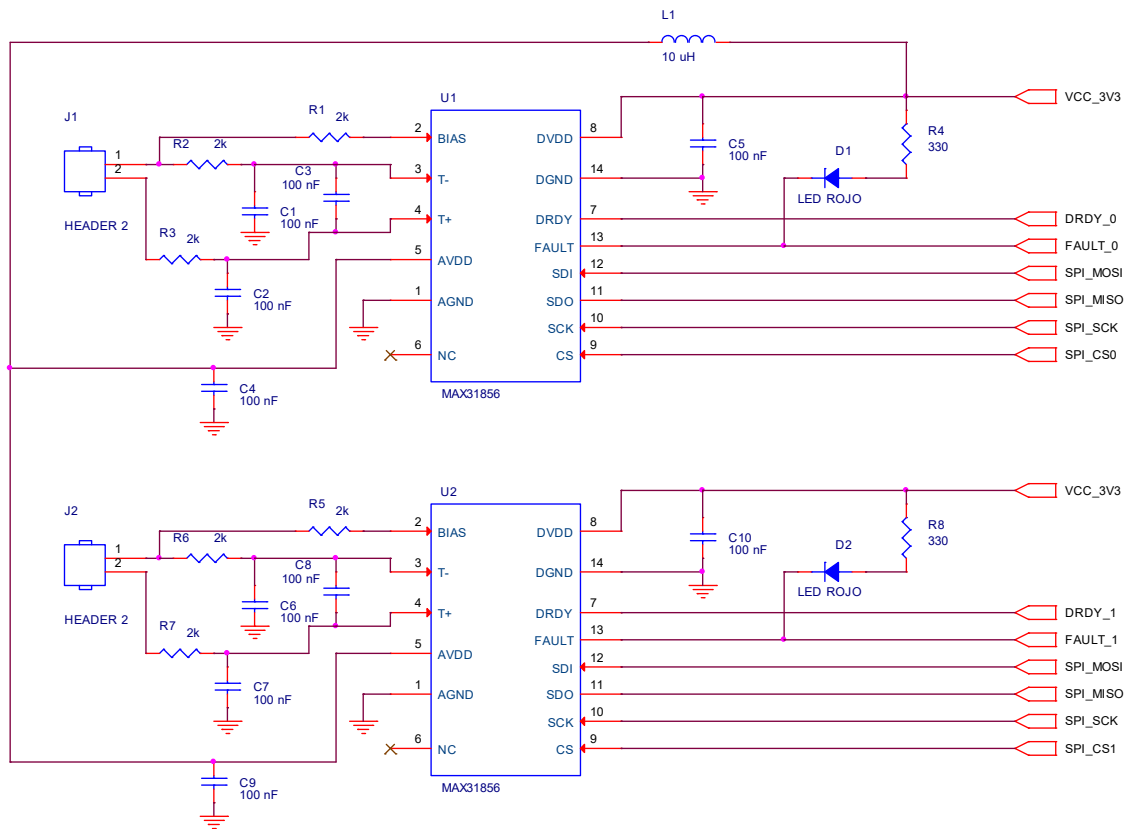 L1
10 uH
VCC_3V3
U1
J1
R1
2k
R2
2k
R4
330
2
BIAS
DVDD
8
C5
100 nF
D1
LED ROJO
1
2
C3
100 nF
3
T-
DGND
14
C1
100 nF
4
T+
DRDY
7
DRDY_0
HEADER 2
R3
2k
FAULT
13
FAULT_0
5
AVDD
SDI
12
SPI_MOSI
C2
100 nF
1
AGND
SDO
11
SPI_MISO
SCK
10
SPI_SCK
6
NC
CS
9
SPI_CS0
C4
100 nF
MAX31856
VCC_3V3
U2
J2
R5
2k
R6
2k
R8
330
2
BIAS
DVDD
8
C10
100 nF
D2
LED ROJO
1
2
C8
100 nF
3
T-
DGND
14
C6
100 nF
4
T+
DRDY
7
DRDY_1
HEADER 2
R7
2k
FAULT
13
FAULT_1
5
AVDD
SDI
12
SPI_MOSI
C7
100 nF
1
AGND
SDO
11
SPI_MISO
SCK
10
SPI_SCK
6
NC
CS
9
SPI_CS1
C9
100 nF
MAX31856